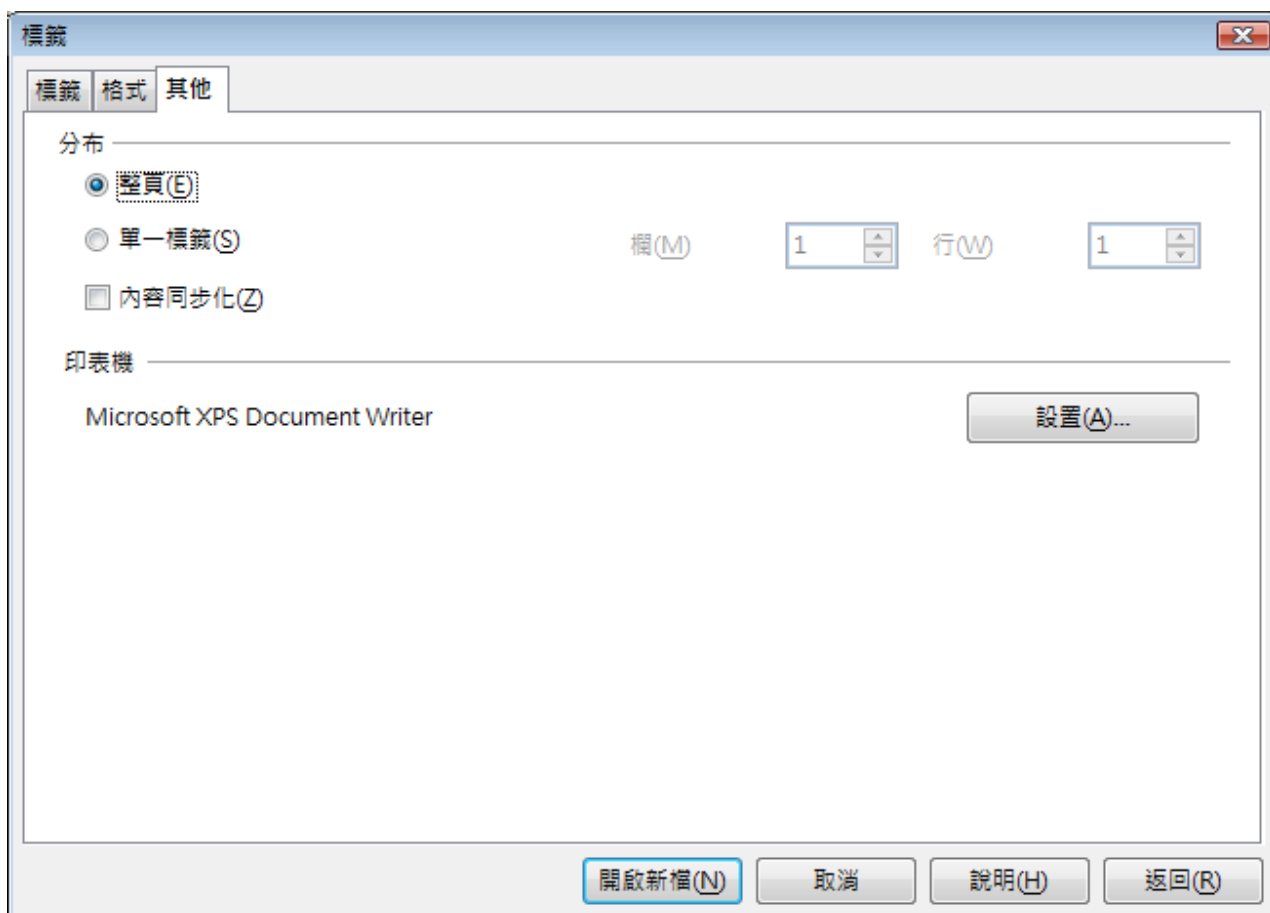 標籤
標籤 格式 其他
分布
整頁(E)
單一標籤(S) 欄(M) 1 行(W) 1
內容同步化(Z)
印表機
Microsoft XPS Document Writer 設置(A)...
開啟新檔(N) 取消 說明(H) 返回(R)